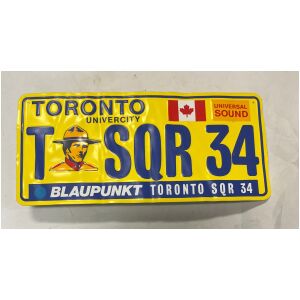 TORONTO
UNIVERCITY
UNIVERSAL
SOUND
T SQR 34
BLAUPUNKT TORONTO SQR 34